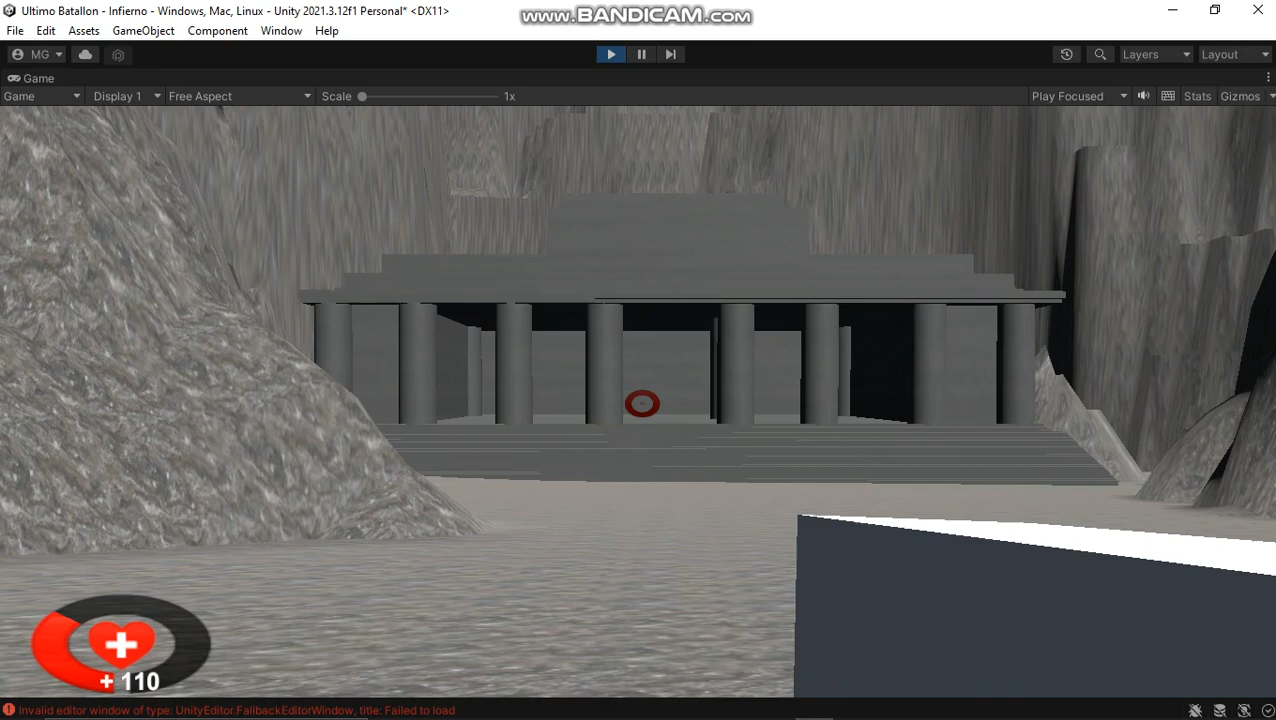 Ultimo Batallon - Infierno - Windows, Mac, Linux - Unity 2021.3.12f1 Personal* <DX11>
www.BANDICAM.com
File Edit Assets GameObject Component Window Help
MG Layers Layout
Game
Game Display 1 Free Aspect Scale 1x Play Focused Stats Gizmos
+ 110
Invalid editor window of type: UnityEditor.FallbackEditorWindow, title: Failed to load